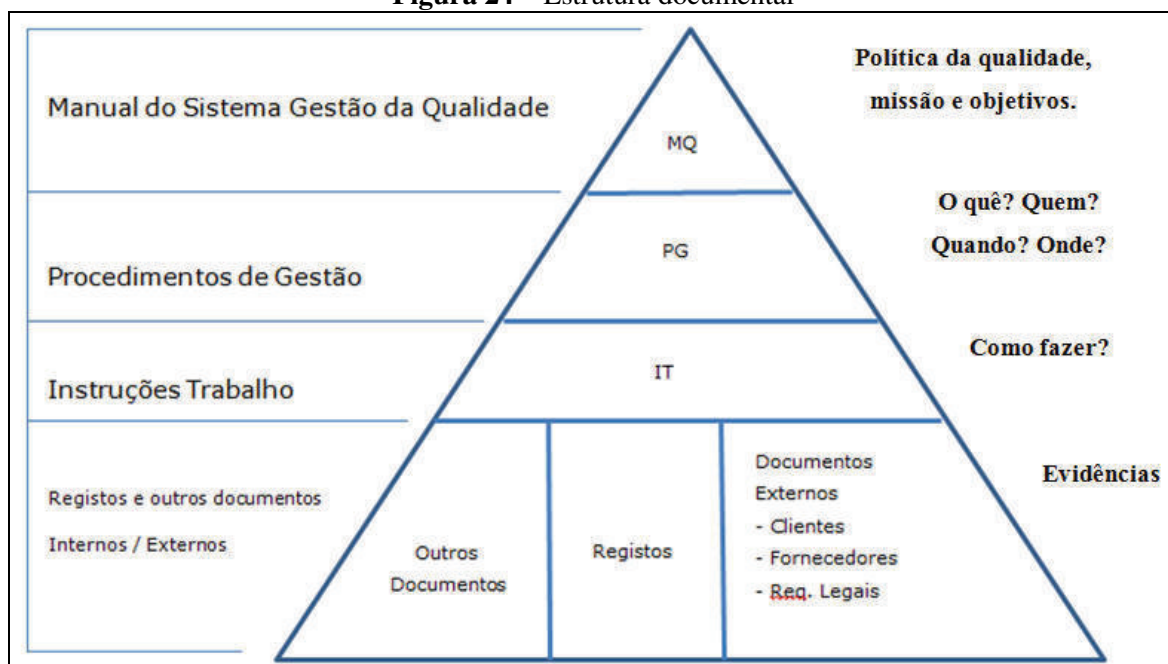 Figura 24 – Estrutura documental
Manual do Sistema Gestão da Qualidade
MQ
Política da qualidade,
missão e objetivos.
Procedimentos de Gestão
PG
O quê? Quem?
Quando? Onde?
Instruções Trabalho
IT
Como fazer?
Registos e outros documentos
Internos / Externos
Outros
Documentos
Registos
Documentos
Externos
- Clientes
- Fornecedores
- Req. Legais
Evidências